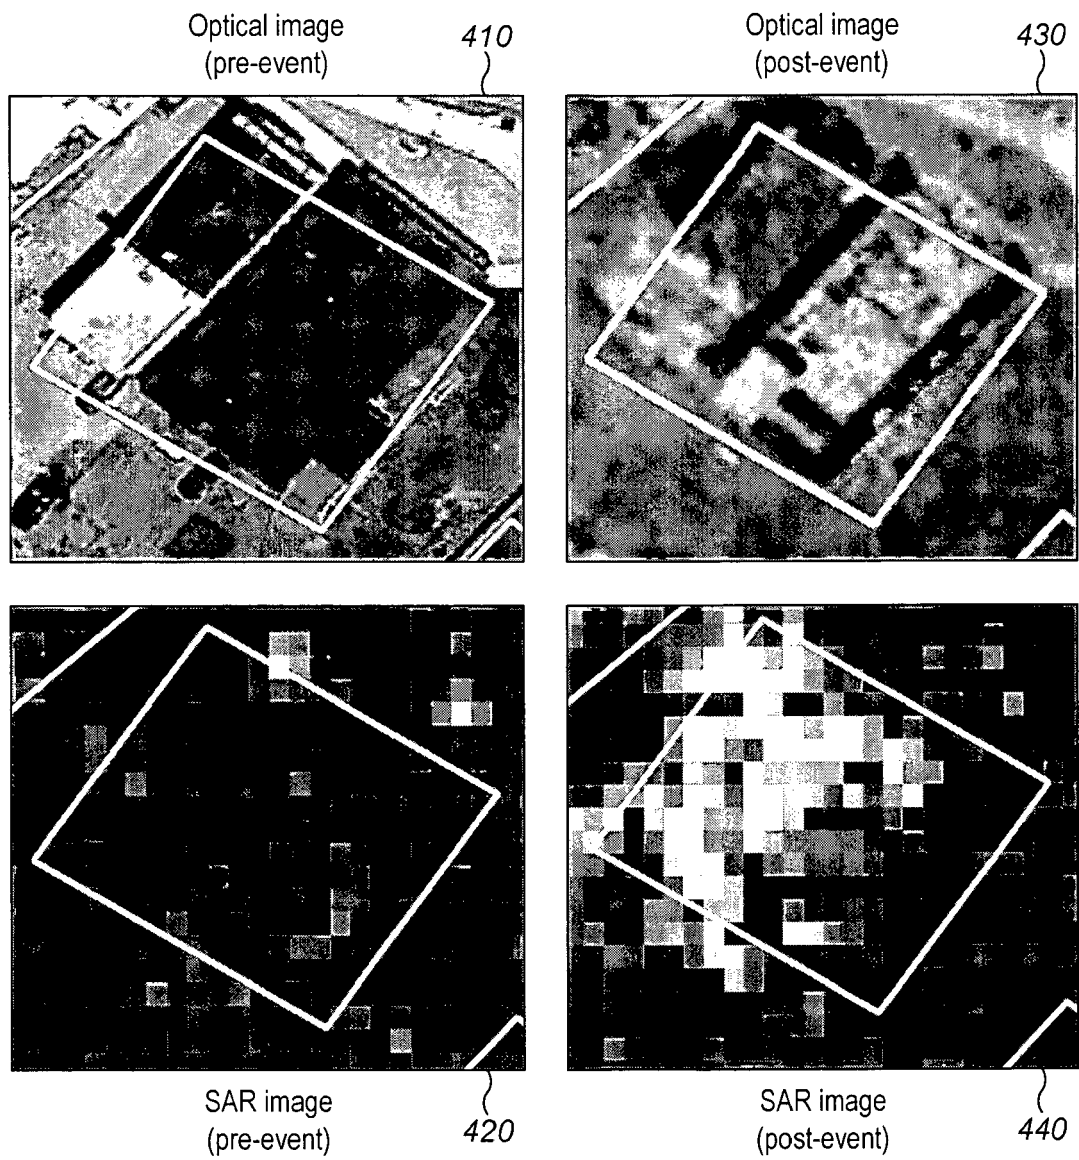 Optical image
(pre-event)
410
Optical image
(post-event)
430
SAR image
(pre-event)
420
SAR image
(post-event)
440